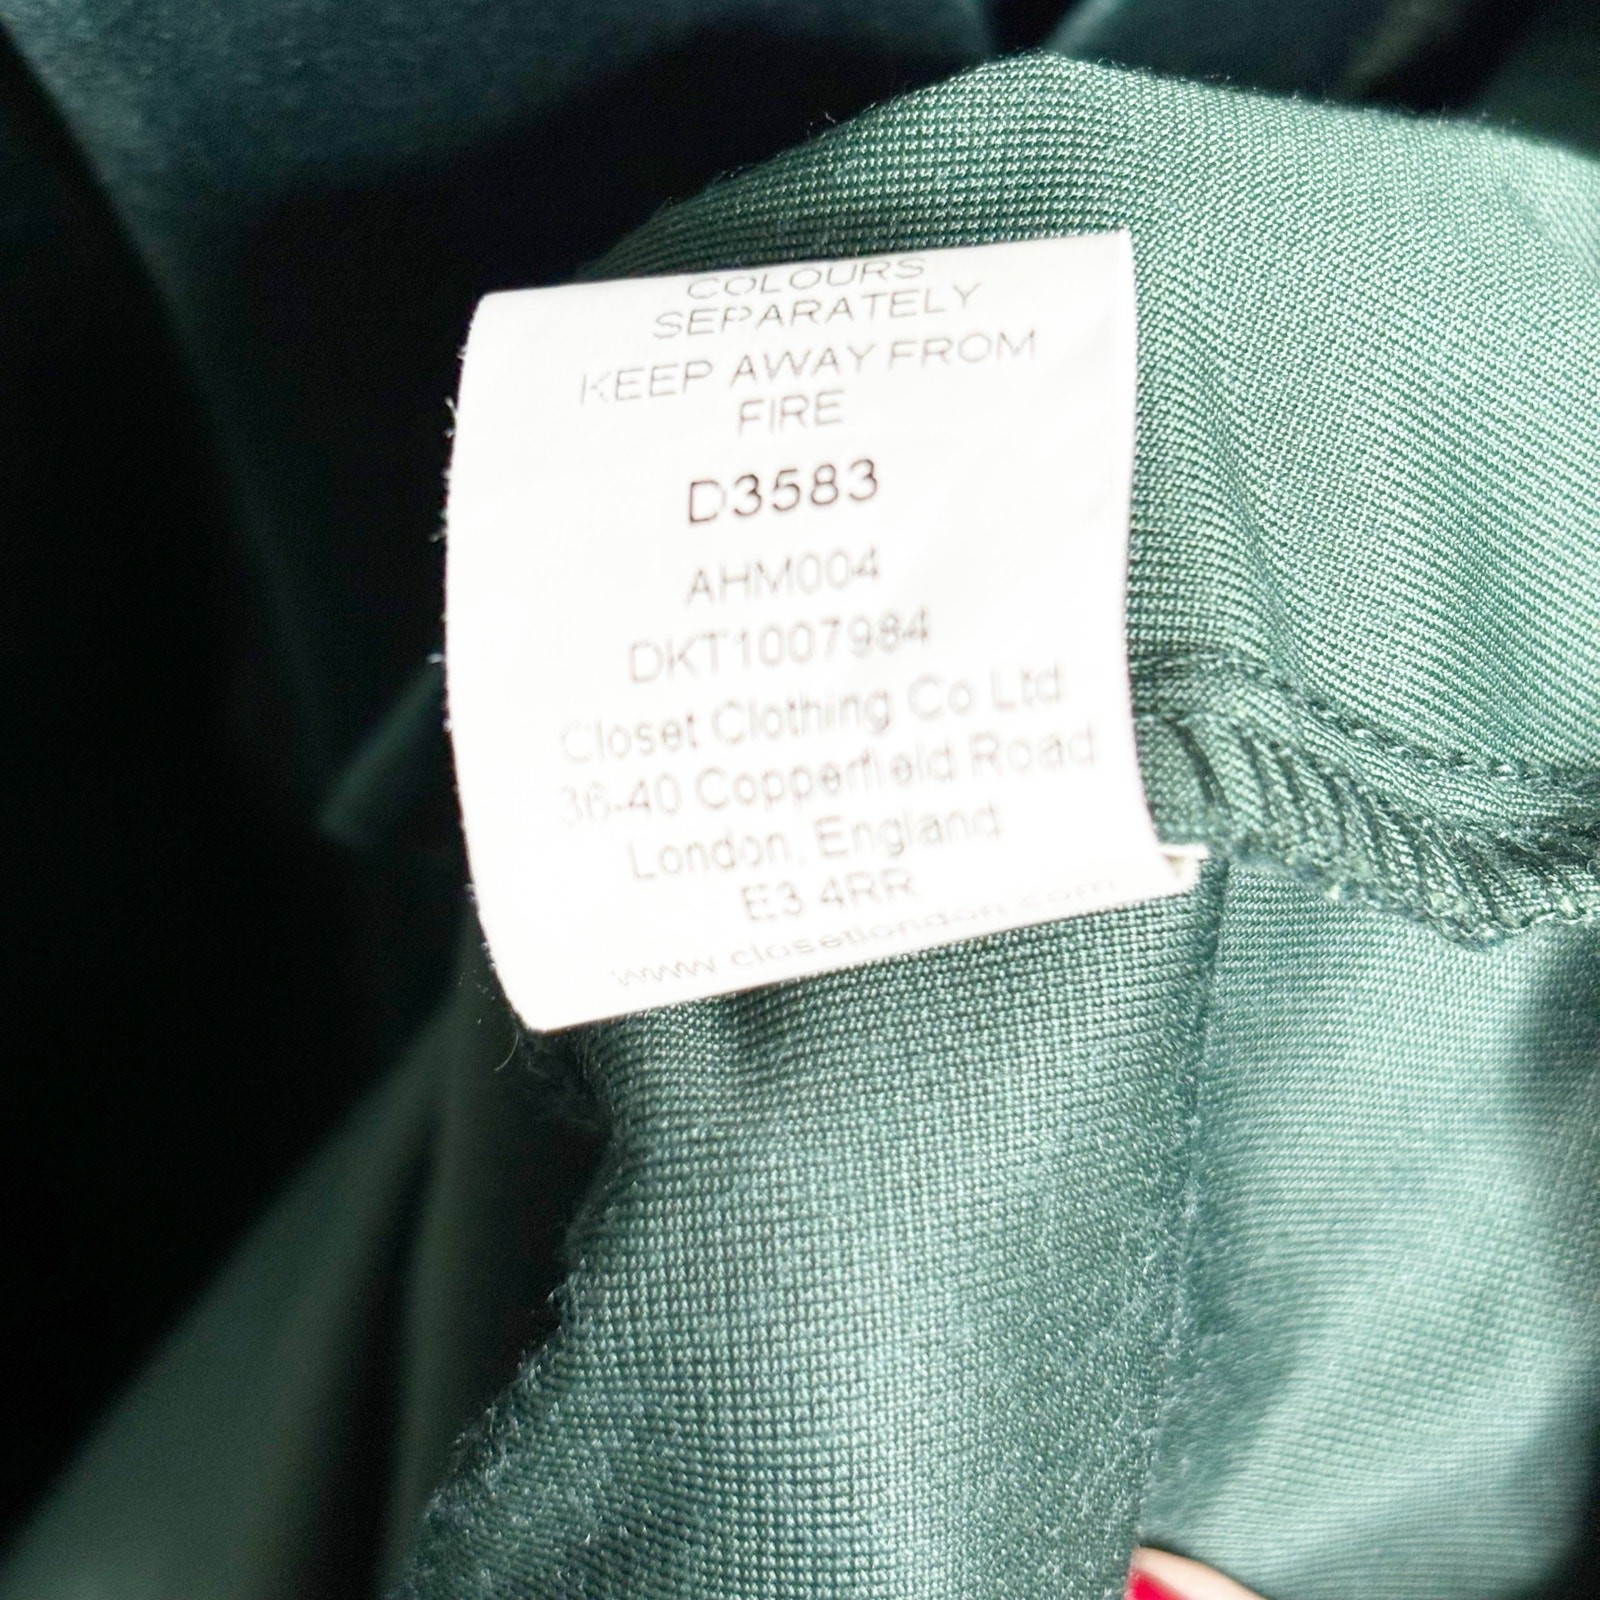 COLOURS
SEPARATELY
KEEP AWAY FROM
FIRE
D3583
AHM004
DKT1007984
Closet Clothing Co Ltd
36-40 Copperfield Road
London, England
E3 4RR
www.closetlondon.com